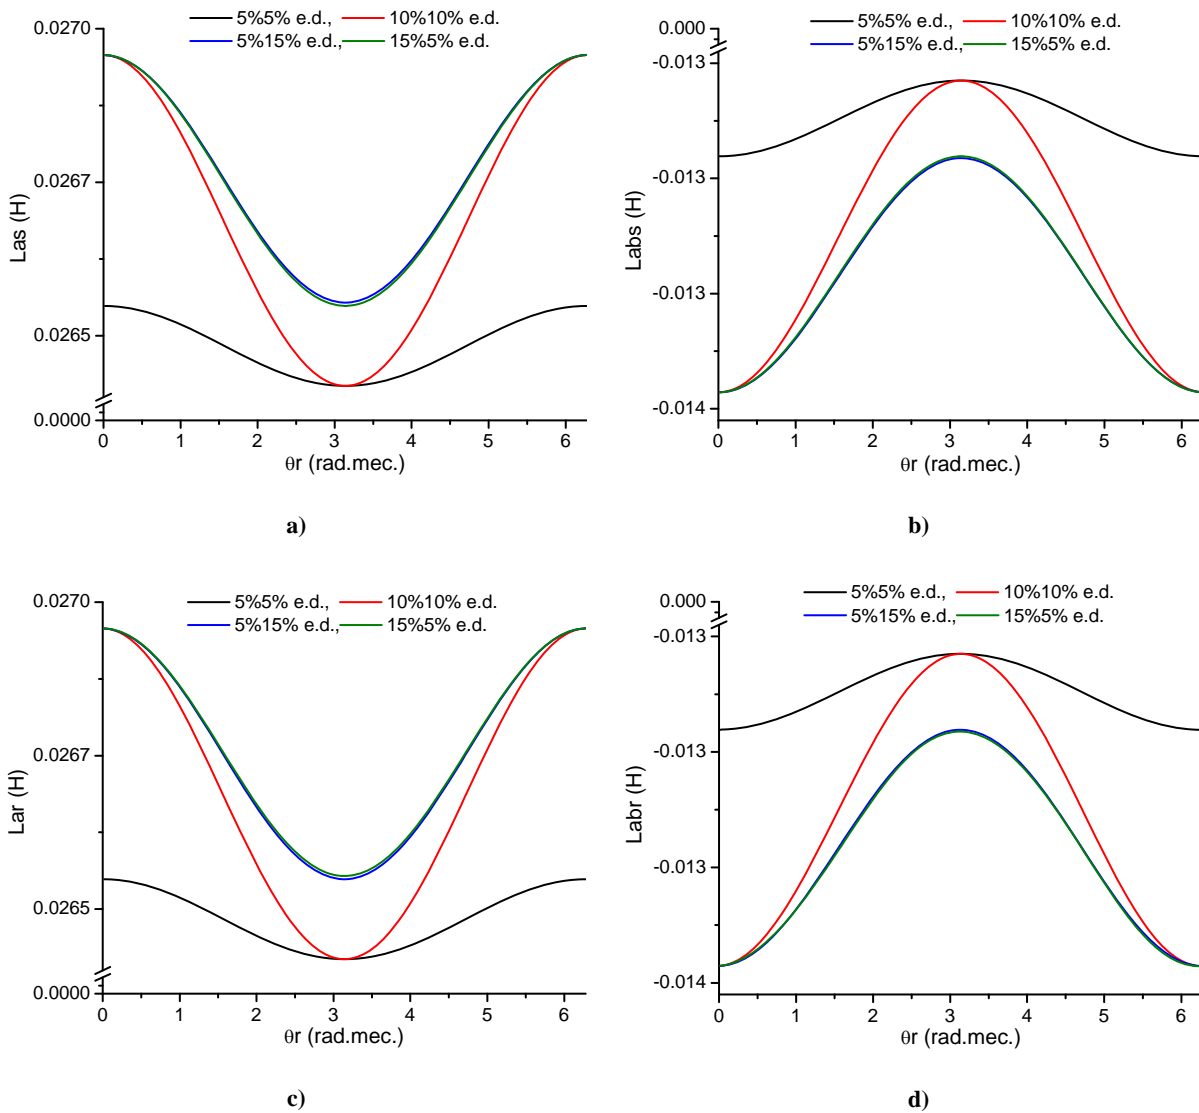 5%5% e.d., 10%10% e.d.
5%15% e.d., 15%5% e.d.
0.0270
0.0267
0.0265
0.0000
Las (H)
0 1 2 3 4 5 6
θr (rad.mec.)
a)
5%5% e.d., 10%10% e.d.
5%15% e.d., 15%5% e.d.
0.000
-0.013
-0.013
-0.013
-0.014
Labs (H)
0 1 2 3 4 5 6
θr (rad.mec.)
b)
5%5% e.d., 10%10% e.d.
5%15% e.d., 15%5% e.d.
0.0270
0.0267
0.0265
0.0000
Lar (H)
0 1 2 3 4 5 6
θr (rad.mec.)
c)
5%5% e.d., 10%10% e.d.
5%15% e.d., 15%5% e.d.
0.000
-0.013
-0.013
-0.013
-0.014
Labr (H)
0 1 2 3 4 5 6
θr (rad.mec.)
d)